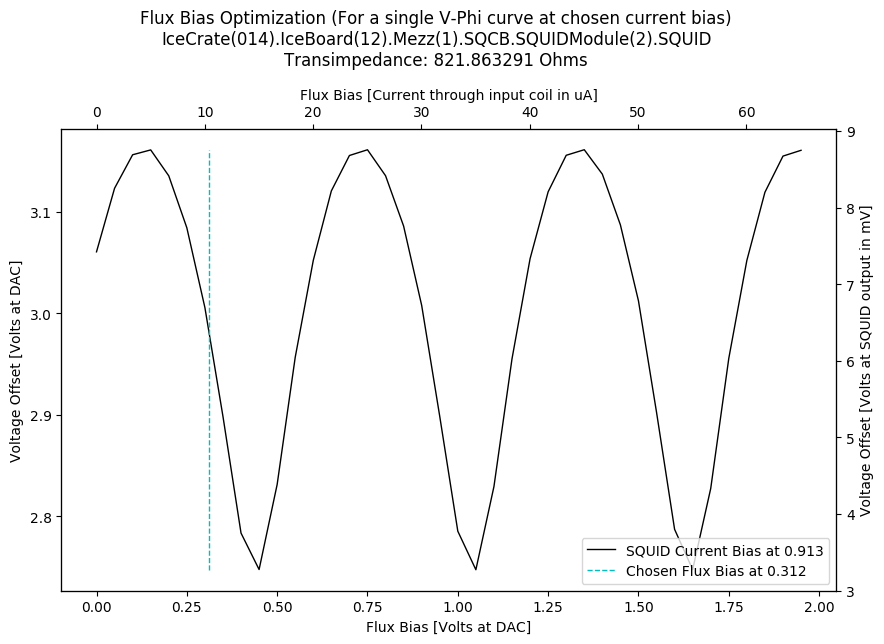 Flux Bias Optimization (For a single V-Phi curve at chosen current bias)
IceCrate(014).IceBoard(12).Mezz(1).SQCB.SQUIDModule(2).SQUID
Transimpedance: 821.863291 Ohms
Flux Bias [Current through input coil in uA]
0 10 20 30 40 50 60
Voltage Offset [Volts at DAC]
3.1
3.0
2.9
2.8
9
8
7
6
5
4
3
Voltage Offset [Volts at SQUID output in mV]
SQUID Current Bias at 0.913
Chosen Flux Bias at 0.312
0.00 0.25 0.50 0.75 1.00 1.25 1.50 1.75 2.00
Flux Bias [Volts at DAC]